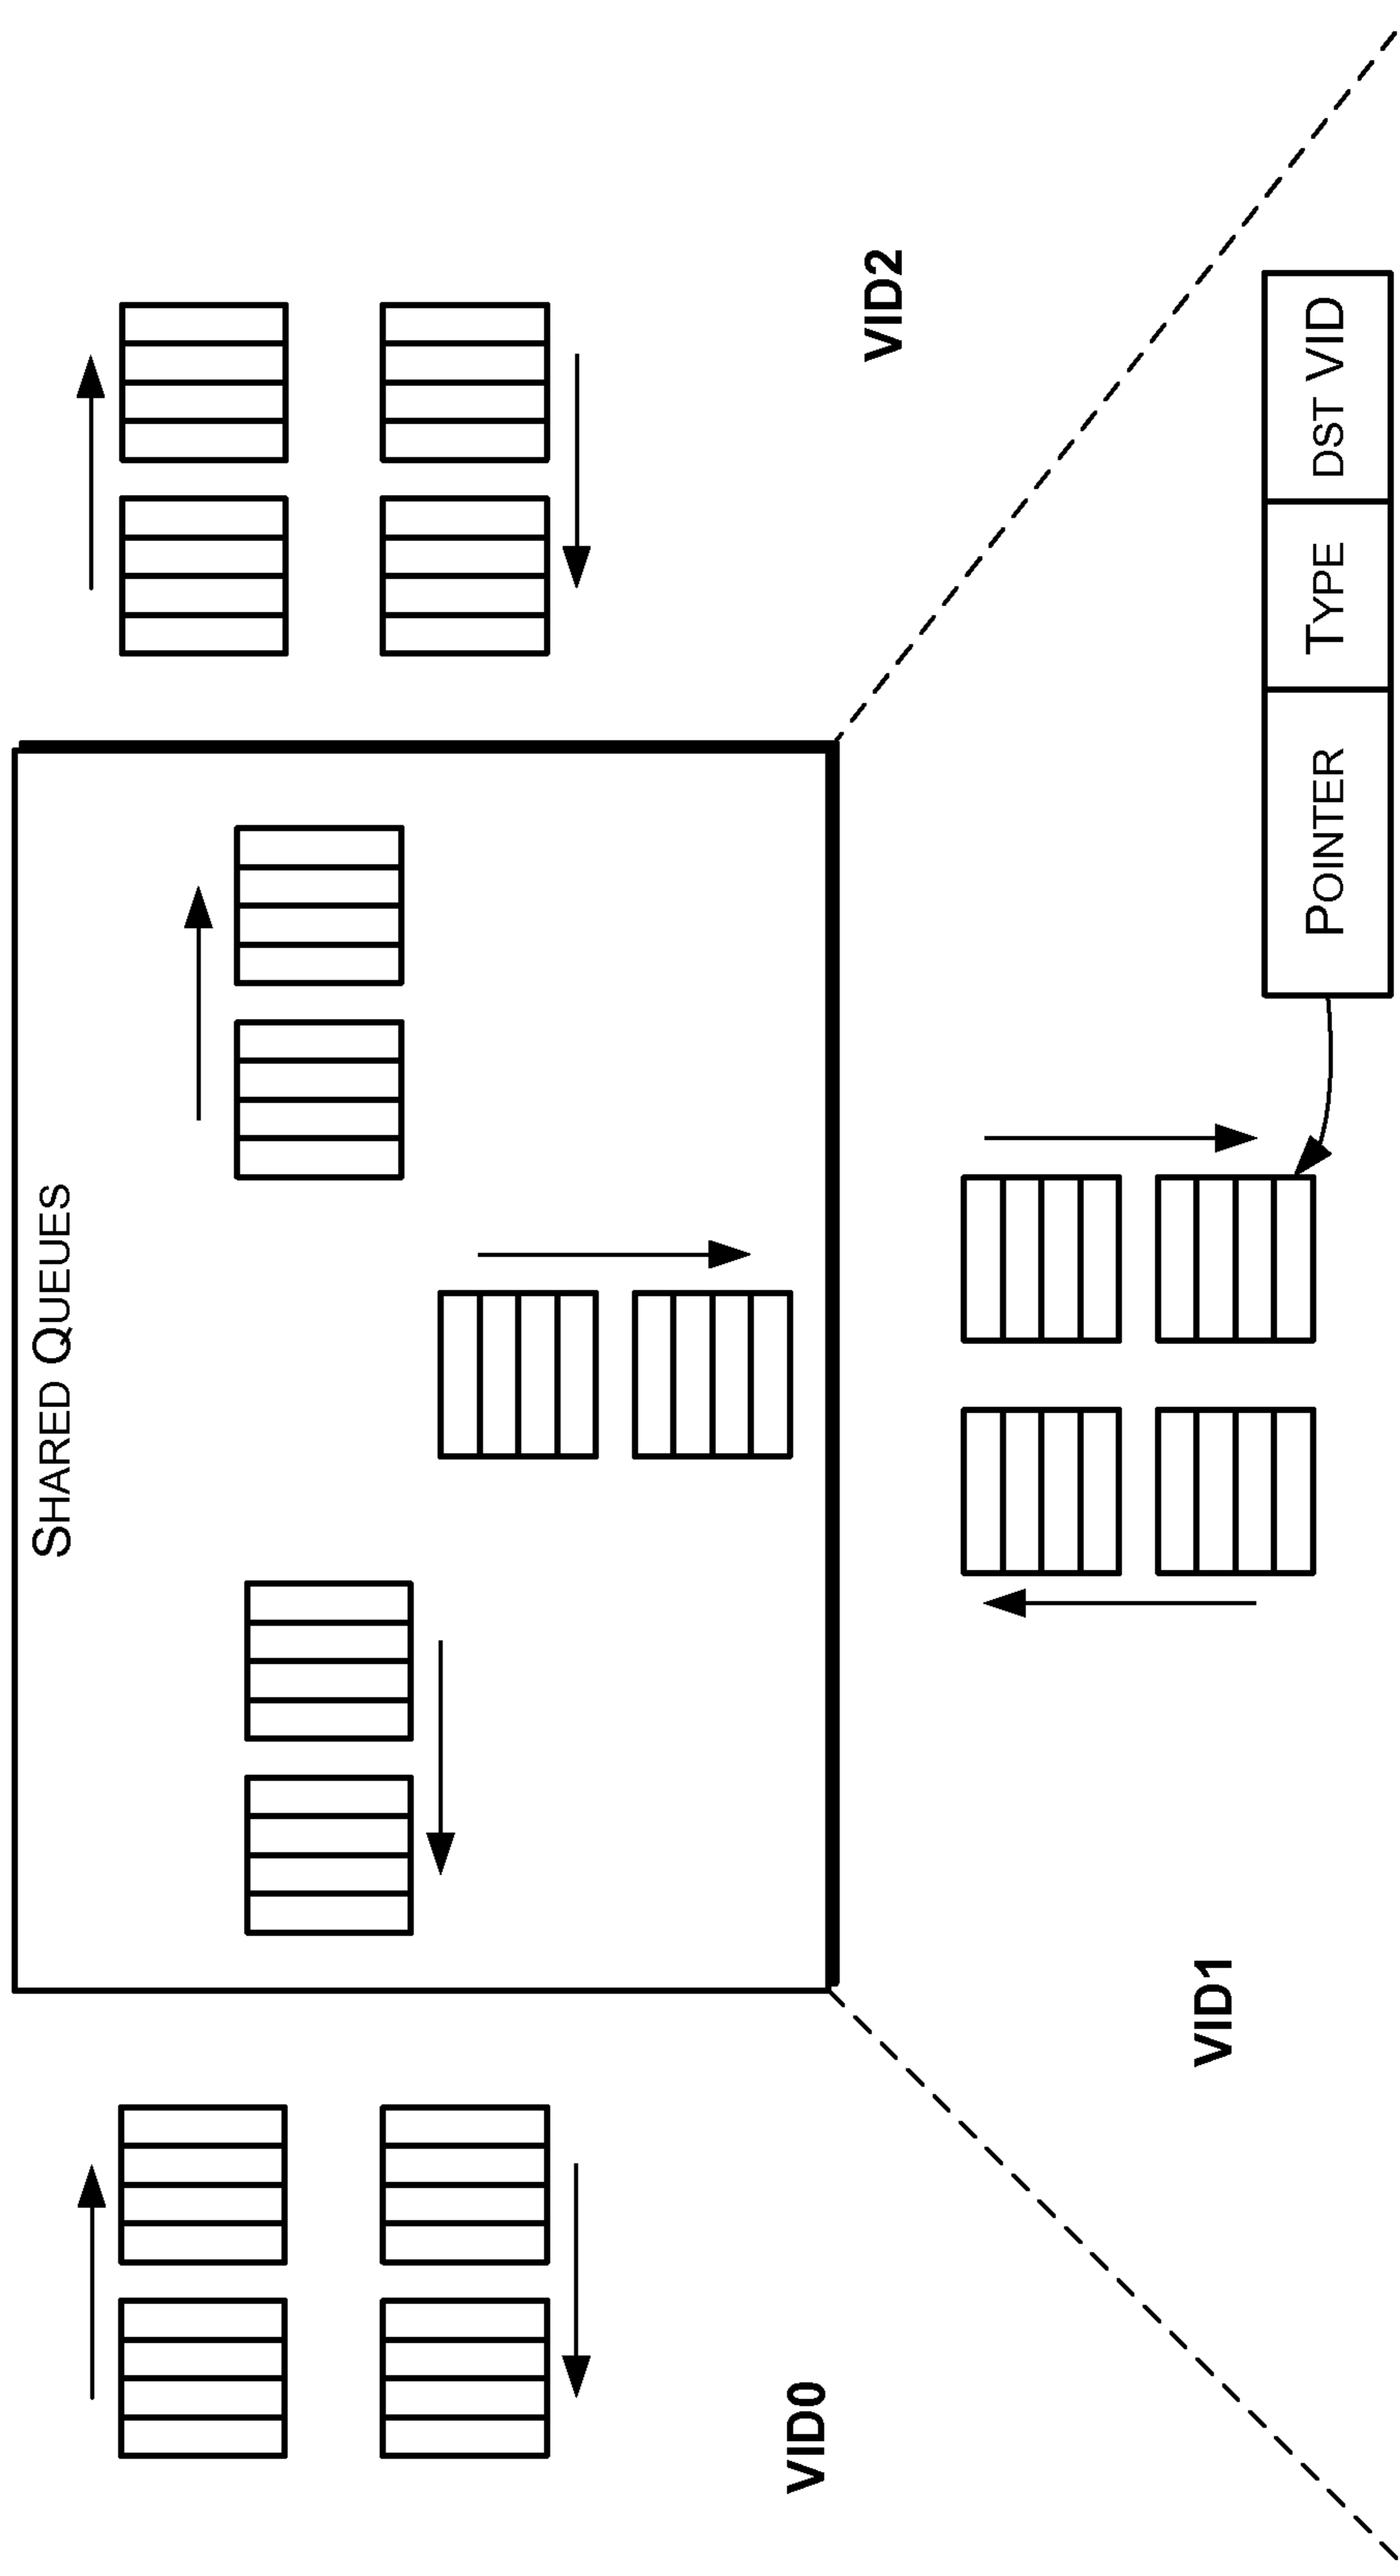 SHARED QUEUES
VID0
VID2
VID1
POINTER TYPE DST VID